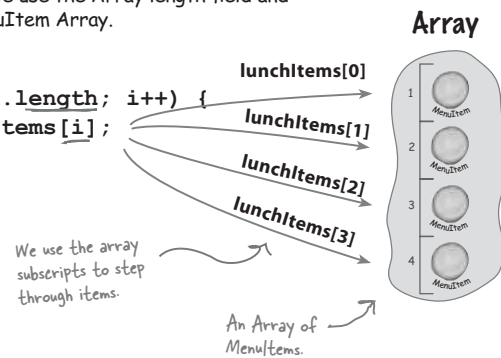 we use the Array length field and
uItem Array.
Array
.length; i++) {
tems[i];
lunchItems[0]
lunchItems[1]
lunchItems[2]
lunchItems[3]
1
MenuItem
2
MenuItem
3
MenuItem
4
MenuItem
We use the array
subscripts to step
through items.
An Array of
MenuItems.